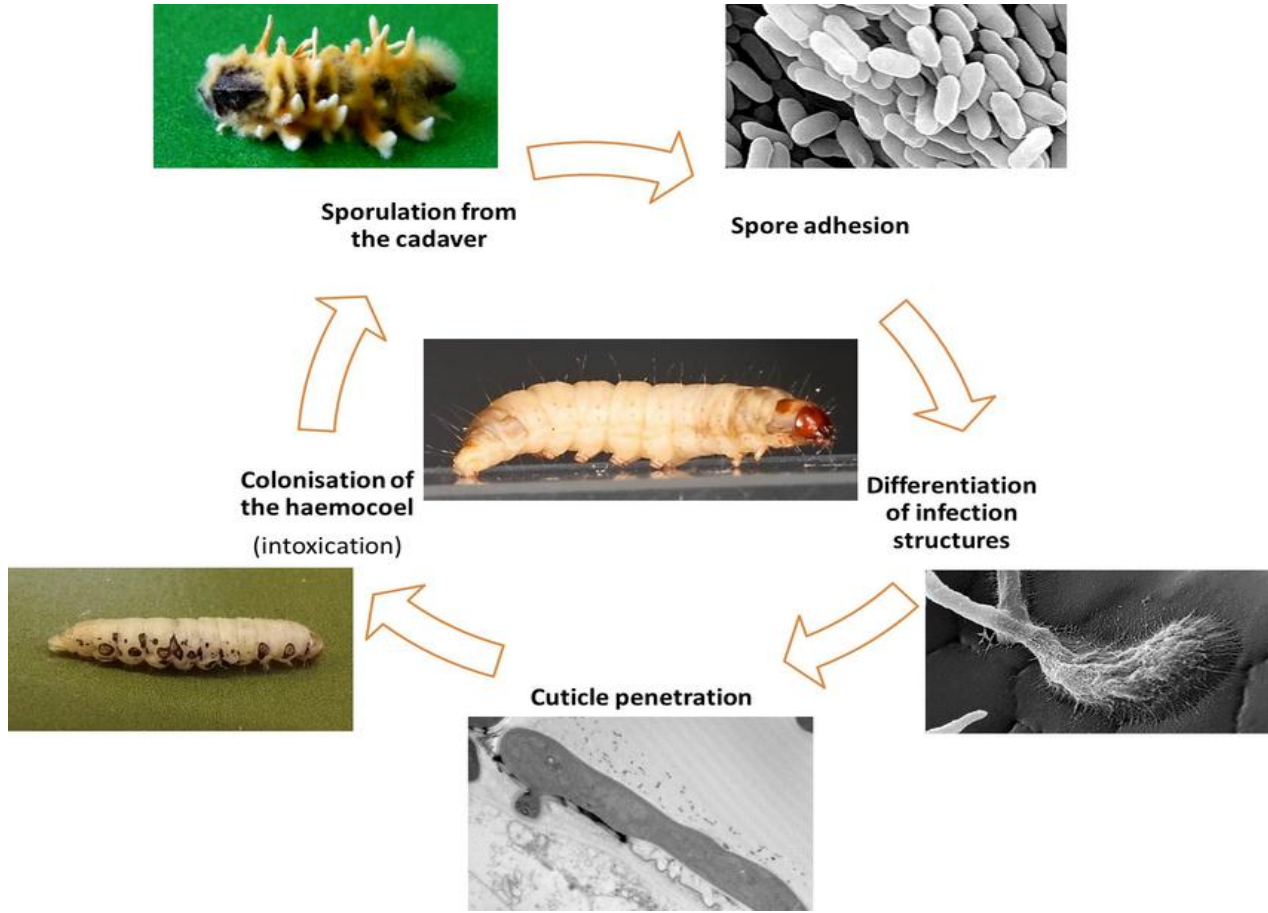 Sporulation from
the cadaver
Spore adhesion
Differentiation
of infection
structures
Cuticle penetration
Colonisation of
the haemocoel
(intoxication)